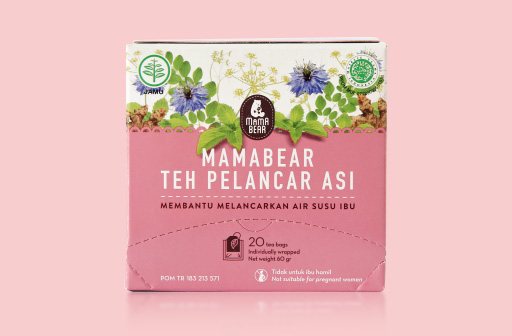 JAMU
MAMA
BEAR
MAMABEAR
TEH PELANCAR ASI
MEMBANTU MELANCARKAN AIR SUSU IBU
20 tea bags
Individually wrapped
Net weight 60 gr
POM TR 183 213 571
Tidak untuk ibu hamil
Not suitable for pregnant women